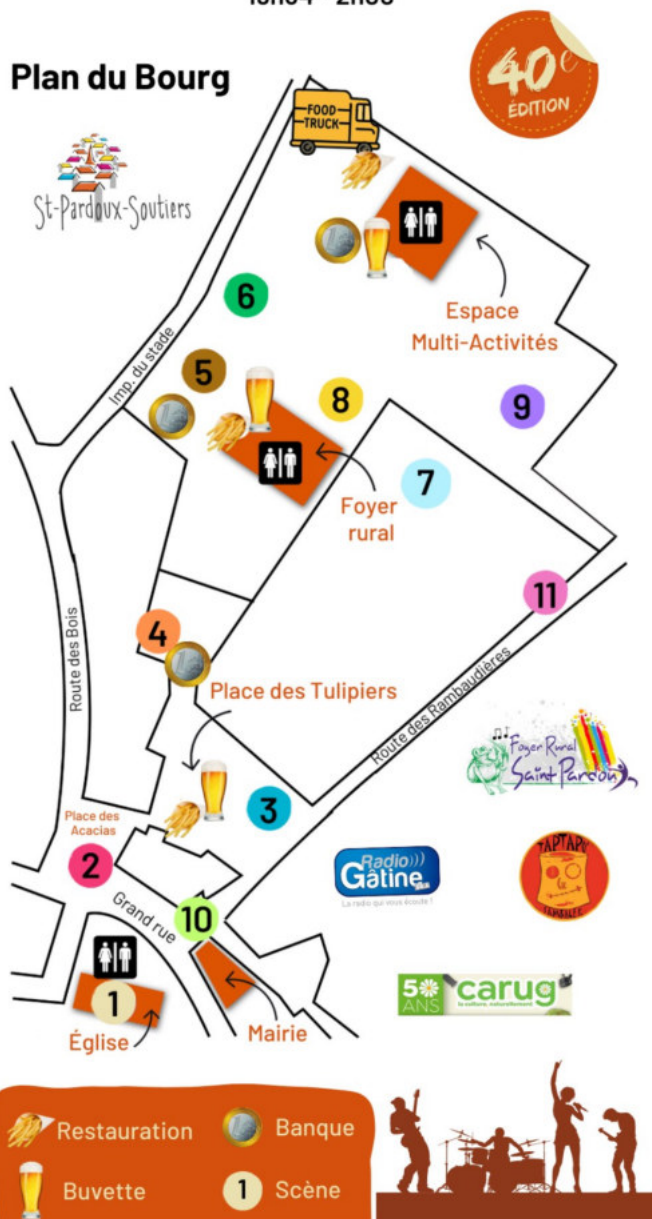 Plan du Bourg
40e
ÉDITION
FOOD
TRUCK
St-Pardoux-Soutiers
6
Espace
Multi-Activités
Imp. du stade
5
8
9
7
Foyer
rural
11
4
Route des Bois
Place des Tulipiers
Route des Rambaudières
Foyer Rural
Saint Pardoux
3
Place des
Acacias
2
Radio)))
Gâtine
La radio qui vous écoute !
Grand rue
10
50
ANS
carug
la culture, naturellement
1
Église
Mairie
Restauration
Banque
Buvette
1
Scène